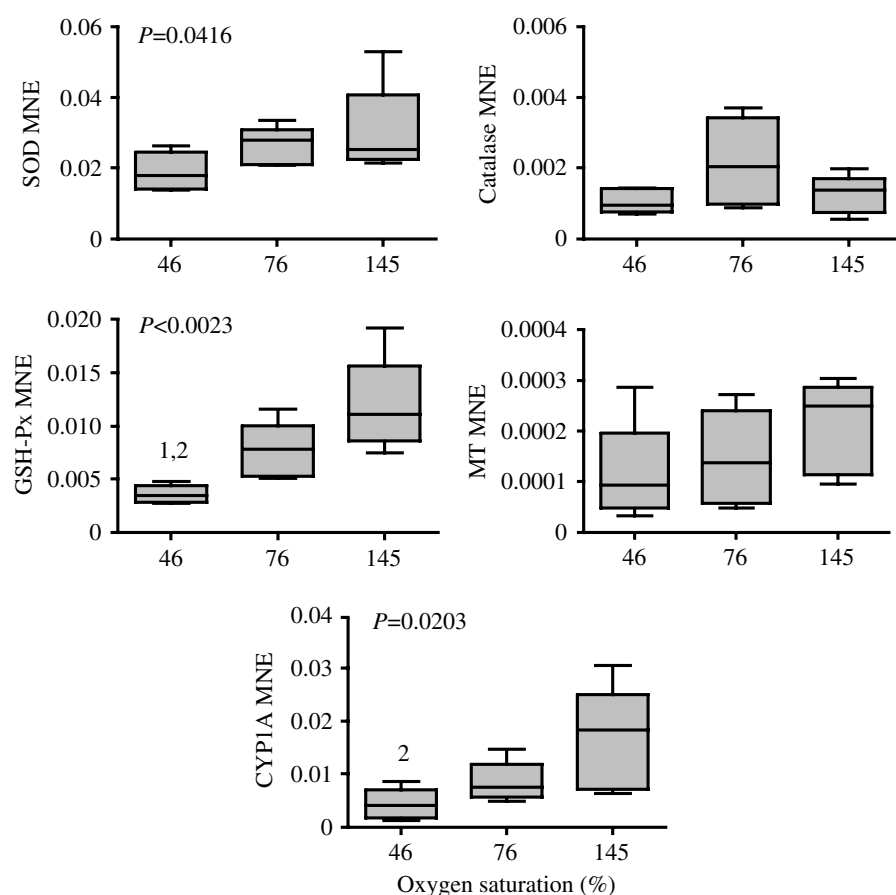 SOD MNE
P=0.0416
0.06
0.04
0.02
0
46 76 145
Catalase MNE
0.006
0.004
0.002
0
46 76 145
GSH-Px MNE
P<0.0023
0.020
0.015
0.010
0.005
0
1,2
46 76 145
MT MNE
0.0004
0.0003
0.0002
0.0001
0
46 76 145
CYP1A MNE
P=0.0203
0.04
0.03
0.02
0.01
0
2
46 76 145
Oxygen saturation (%)